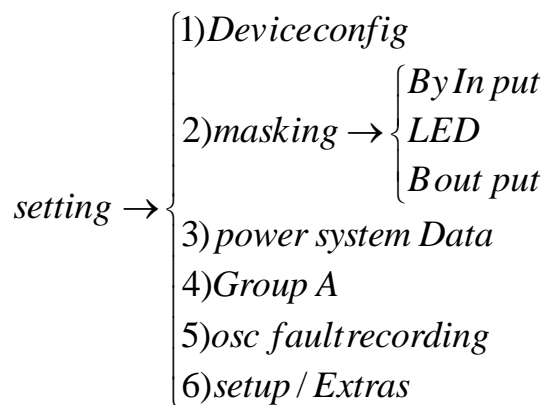 1)Deviceconfig
By In put
2)masking → LED
Bout put
setting →
3) power system Data
4)Group A
5)osc faultrecording
6)setup / Extras